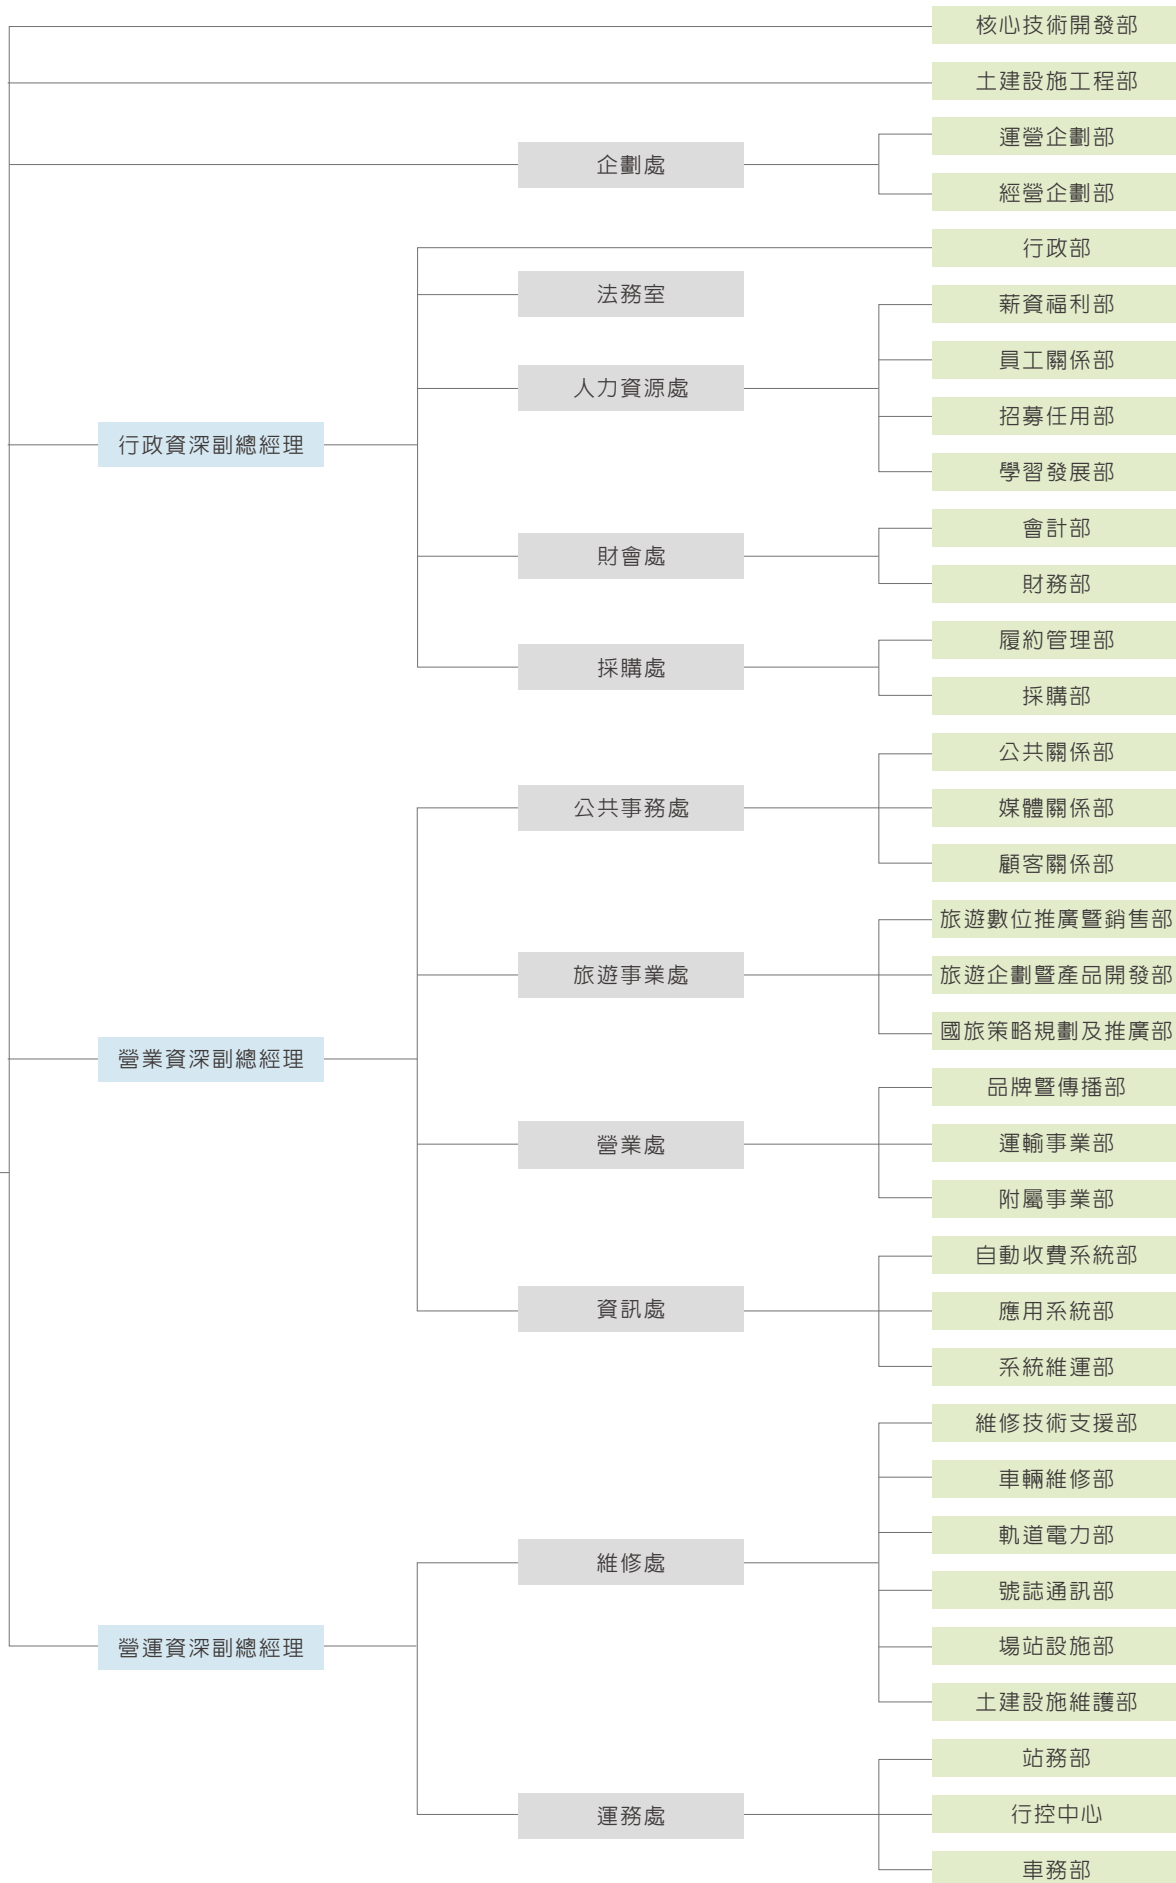 核心技術開發部
土建設施工程部
企劃處
運營企劃部
經營企劃部
行政資深副總經理
行政部
法務室
人力資源處
薪資福利部
員工關係部
招募任用部
學習發展部
財會處
會計部
財務部
採購處
履約管理部
採購部
營業資深副總經理
公共事務處
公共關係部
媒體關係部
顧客關係部
旅遊事業處
旅遊數位推廣暨銷售部
旅遊企劃暨產品開發部
國旅策略規劃及推廣部
營業處
品牌暨傳播部
運輸事業部
附屬事業部
資訊處
自動收費系統部
應用系統部
系統維運部
營運資深副總經理
維修處
維修技術支援部
車輛維修部
軌道電力部
號誌通訊部
場站設施部
土建設施維護部
運務處
站務部
行控中心
車務部